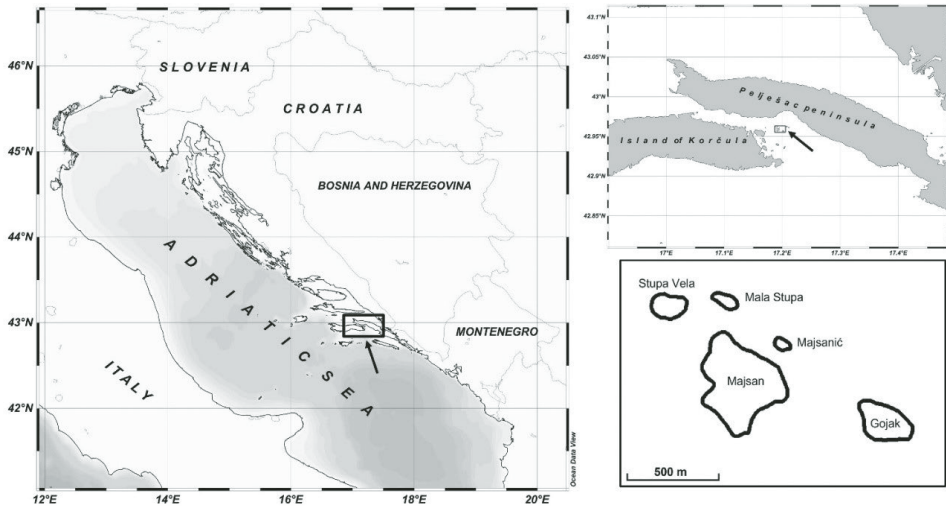 46°N
45°N
44°N
43°N
42°N
12°E
14°E
16°E
18°E
20°E
SLOVENIA
CROATIA
BOSNIA AND HERZEGOVINA
MONTENEGRO
ADRIATIC SEA
ITALY
Ocean Data View
43.1°N
43.05°N
43°N
42.95°N
42.9°N
42.85°N
17°E
17.1°E
17.2°E
17.3°E
17.4°E
Pelješac peninsula
Island of Korčula
Stupa Vela
Mala Stupa
Majsanić
Majsan
Gojak
500 m